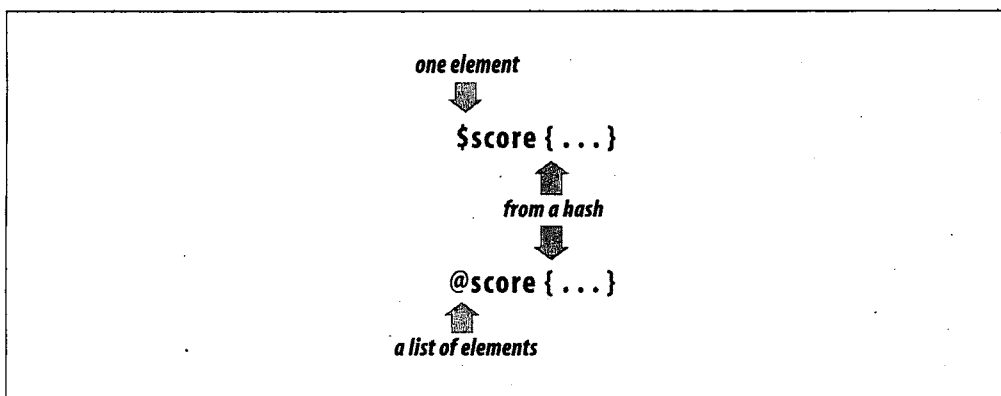 one element
$score { . . . }
from a hash
@score { . . . }
a list of elements